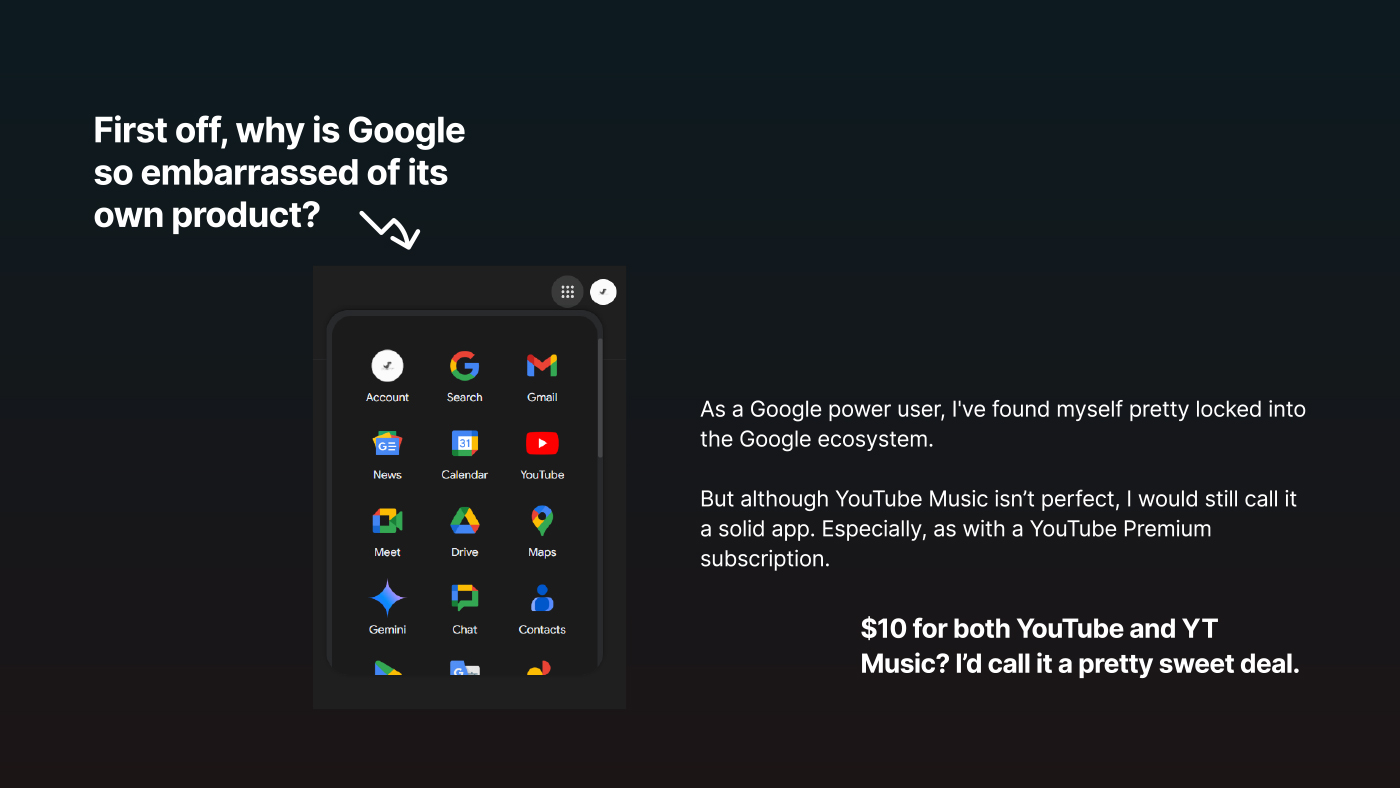 First off, why is Google
so embarrassed of its
own product?
Account
Search
Gmail
GE
News
31
Calendar
YouTube
Meet
Drive
Maps
Gemini
Chat
Contacts
G
As a Google power user, I've found myself pretty locked into
the Google ecosystem.
But although YouTube Music isn’t perfect, I would still call it
a solid app. Especially, as with a YouTube Premium
subscription.
$10 for both YouTube and YT
Music? I’d call it a pretty sweet deal.